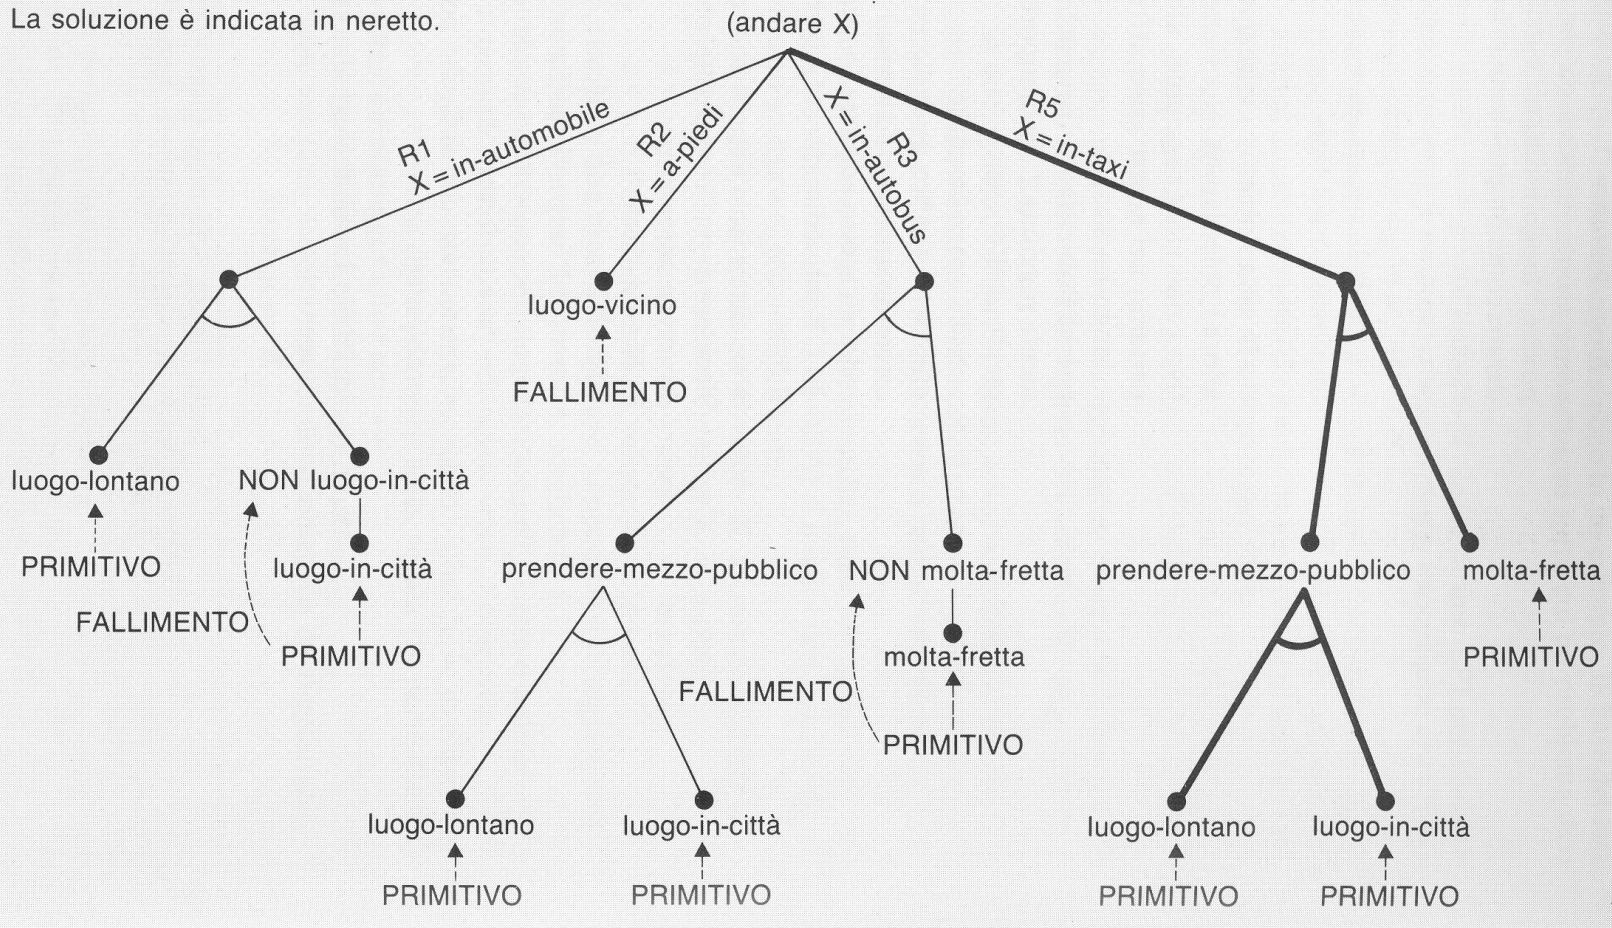 La soluzione è indicata in neretto.
(andare X)
R1
X = in-automobile
R2
X = a-piedi
R3
X = in-autobus
R5
X = in-taxi
luogo-vicino
FALLIMENTO
luogo-lontano
NON luogo-in-città
PRIMITIVO
luogo-in-città
FALLIMENTO
PRIMITIVO
prendere-mezzo-pubblico
NON molta-fretta
prendere-mezzo-pubblico
molta-fretta
molta-fretta
PRIMITIVO
FALLIMENTO
PRIMITIVO
luogo-lontano
luogo-in-città
luogo-lontano
luogo-in-città
PRIMITIVO
PRIMITIVO
PRIMITIVO
PRIMITIVO